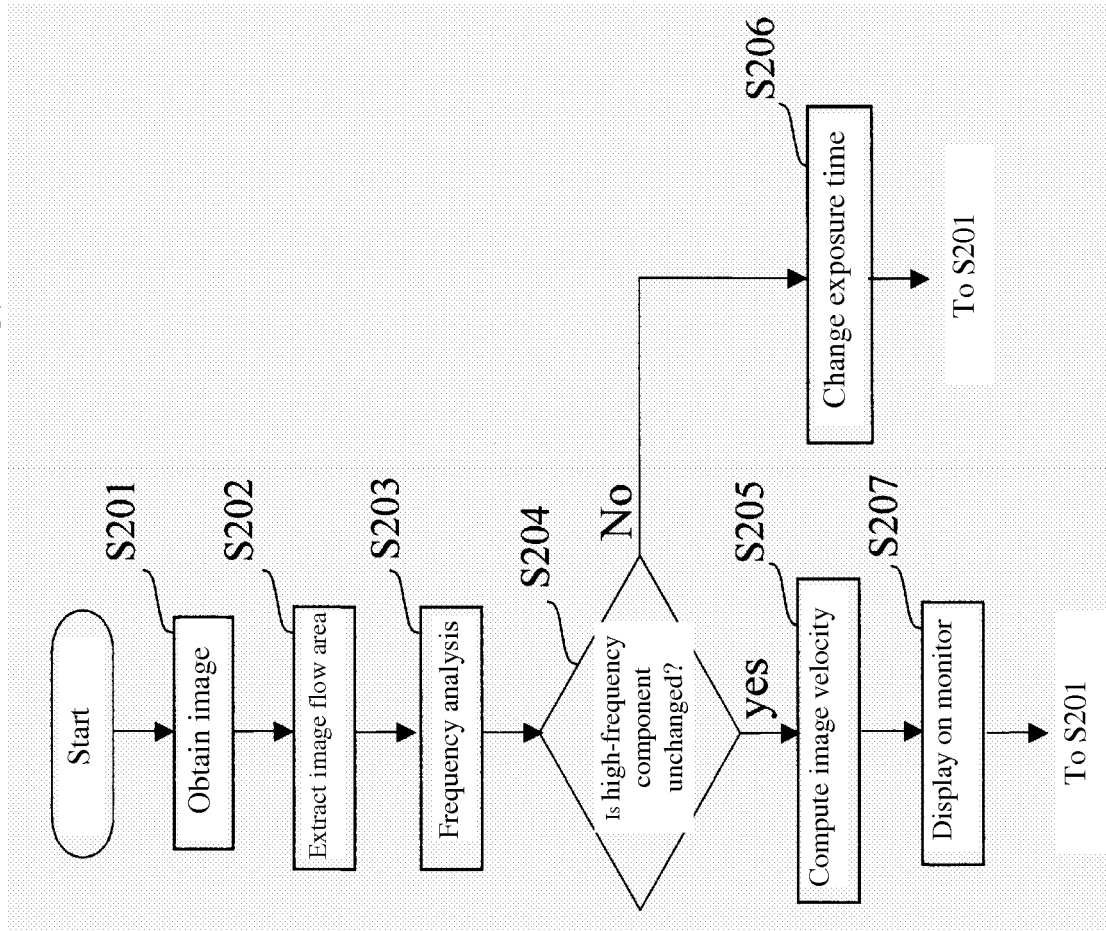 Start
S201
Obtain image
S202
Extract image flow area
S203
Frequency analysis
S204
Is high-frequency
component
unchanged?
No
yes
S205
Compute image velocity
S206
Change exposure time
To S201
S207
Display on monitor
To S201